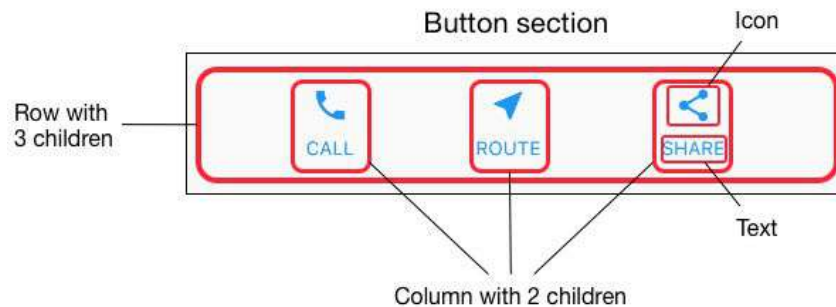 Button section
Icon
Row with
3 children
CALL
ROUTE
SHARE
Text
Column with 2 children